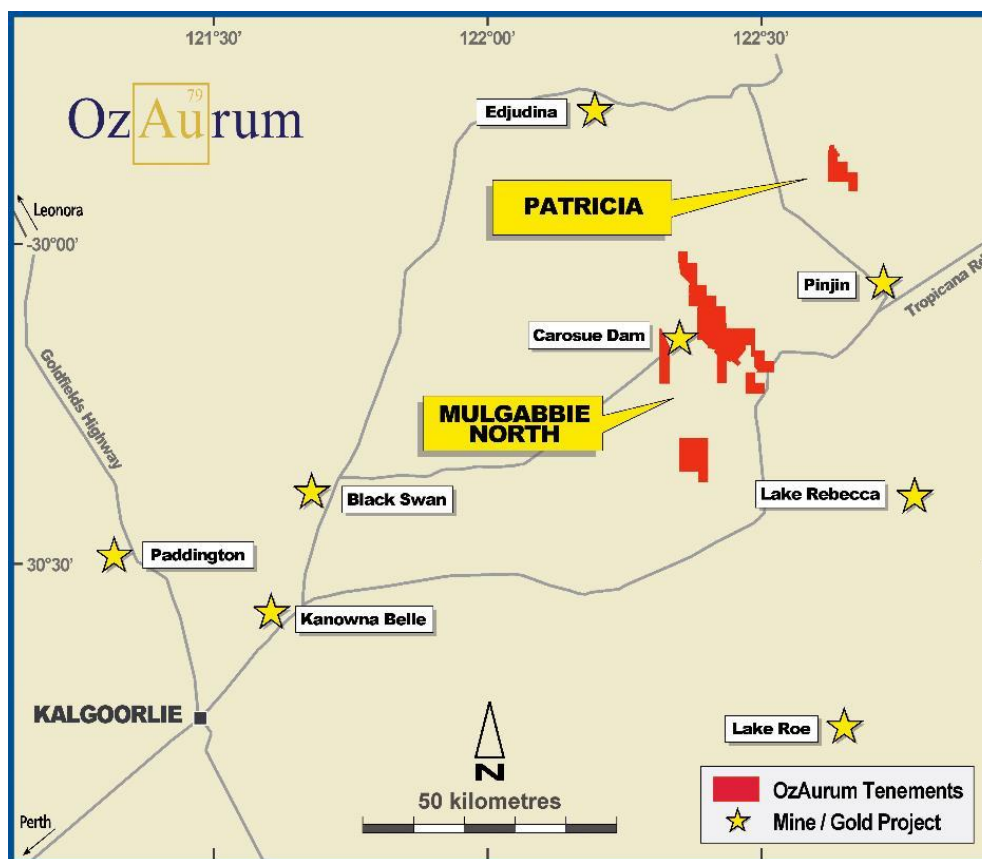 121°30’
122°00’
122°30’
79
OzAurum
Edjudina
PATRICIA
Leonora
-30°00’
Pinjin
Tropicana Rd
Carosue Dam
Goldfields Highway
MULGABBIE
NORTH
Black Swan
Lake Rebecca
Paddington
30°30’
Kanowna Belle
KALGOORLIE
Lake Roe
N
50 kilometres
OzAurum Tenements
Mine / Gold Project
Perth